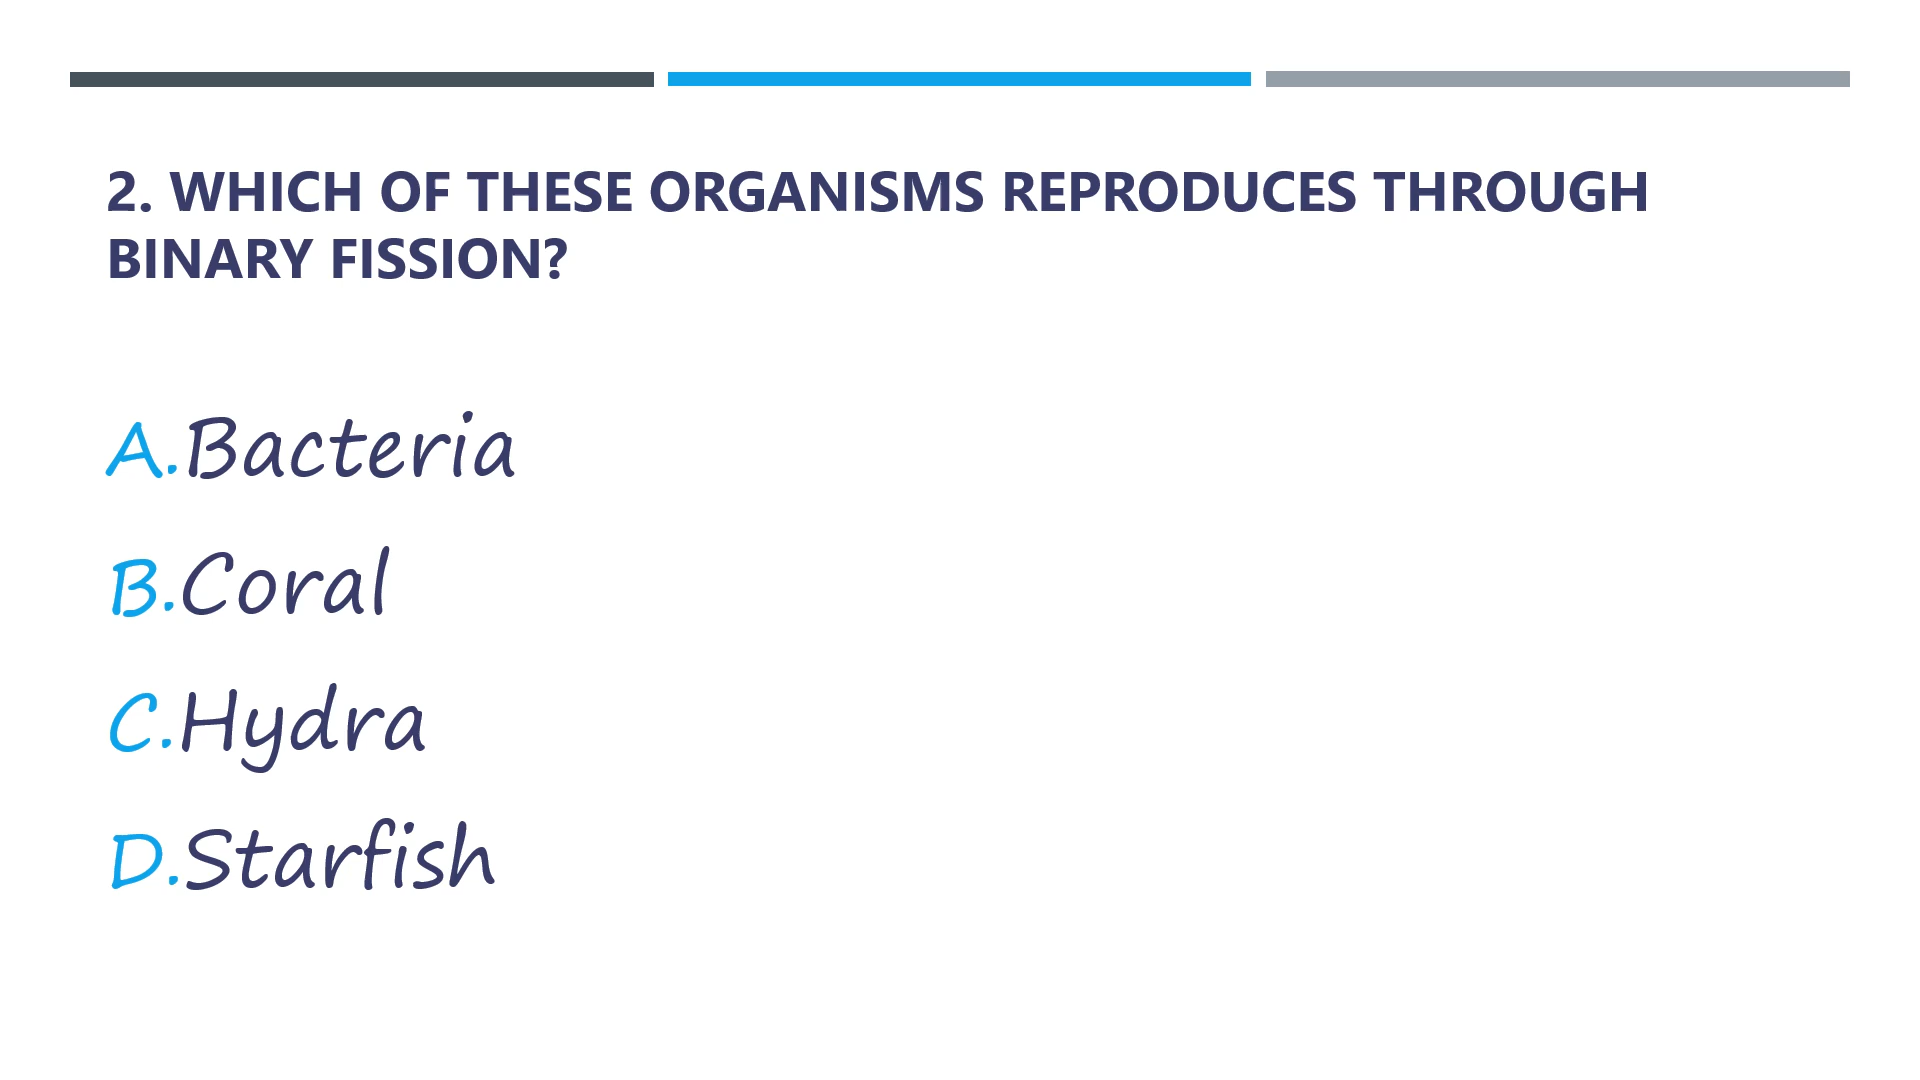 2. WHICH OF THESE ORGANISMS REPRODUCES THROUGH
BINARY FISSION?
A.Bacteria
B.Coral
C.Hydra
D.Starfish